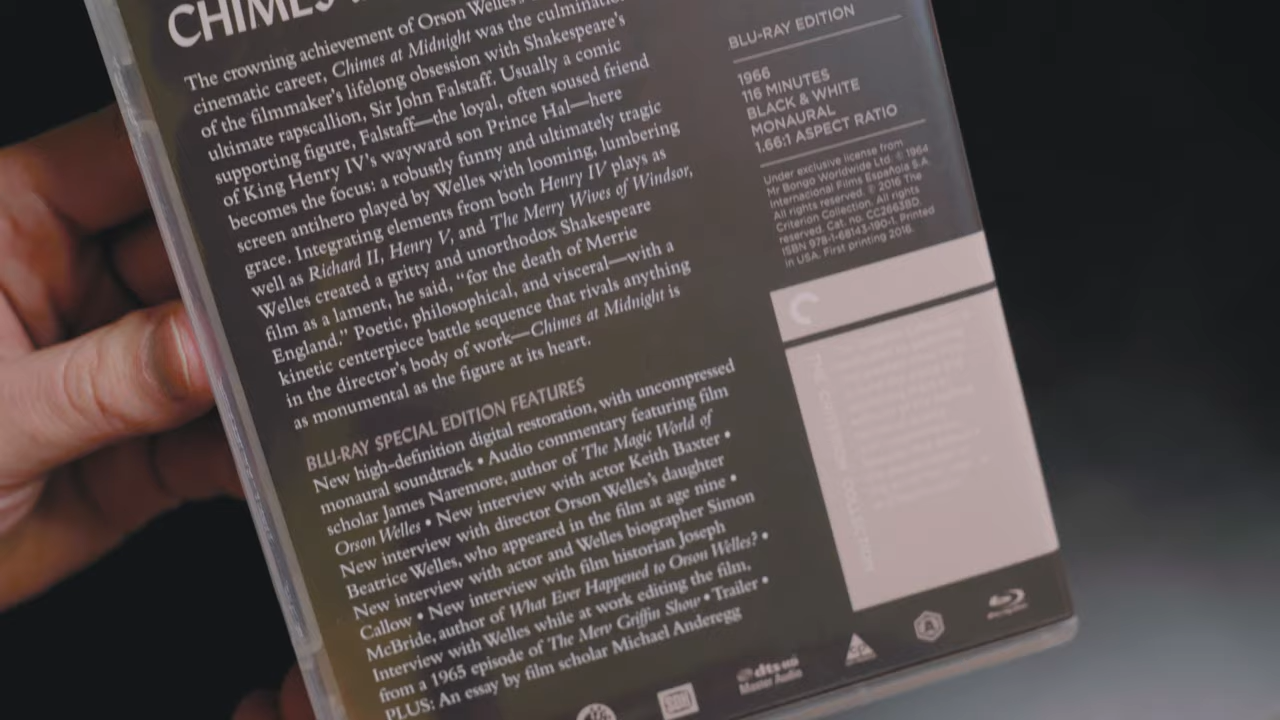 CHIMES
The crowning achievement of Orson Welles's
cinematic career, Chimes at Midnight was the culmination
of the filmmaker's lifelong obsession with Shakespeare's
ultimate rapscallion, Sir John Falstaff. Usually a comic
supporting figure, Falstaff—the loyal, often soused friend
of King Henry IV's wayward son Prince Hal—here
becomes the focus: a robustly funny and ultimately tragic
screen antihero played by Welles with looming, lumbering
grace. Integrating elements from both Henry IV plays as
well as Richard II, Henry V, and The Merry Wives of Windsor,
Welles created a gritty and unorthodox Shakespeare
film as a lament, he said, “for the death of Merrie
England.” Poetic, philosophical, and visceral—with a
kinetic centerpiece battle sequence that rivals anything
in the director's body of work—Chimes at Midnight is
as monumental as the figure at its heart.
BLU-RAY SPECIAL EDITION FEATURES
New high-definition digital restoration, with uncompressed
monaural soundtrack • Audio commentary featuring film
scholar James Naremore, author of The Magic World of
Orson Welles • New interview with actor Keith Baxter •
New interview with director Orson Welles's daughter
Beatrice Welles, who appeared in the film at age nine •
New interview with actor and Welles biographer Simon
Callow • New interview with film historian Joseph
McBride, author of What Ever Happened to Orson Welles? •
Interview with Welles while at work editing the film,
from a 1965 episode of The Merv Griffin Show • Trailer •
PLUS: An essay by film scholar Michael Anderegg
BLU-RAY EDITION
1966
116 MINUTES
BLACK & WHITE
MONAURAL
1.66:1 ASPECT RATIO
Under exclusive license from
Mr Bongo Worldwide Ltd. © 1964
Internacional Films Española S.A.
All rights reserved. © 2016 The
Criterion Collection. All rights
reserved. Cat. no. CC2663BD.
ISBN 978-1-68143-190-1. Printed
in USA. First printing 2016.
THE CRITERION COLLECTION
dts-HD
Master Audio
A